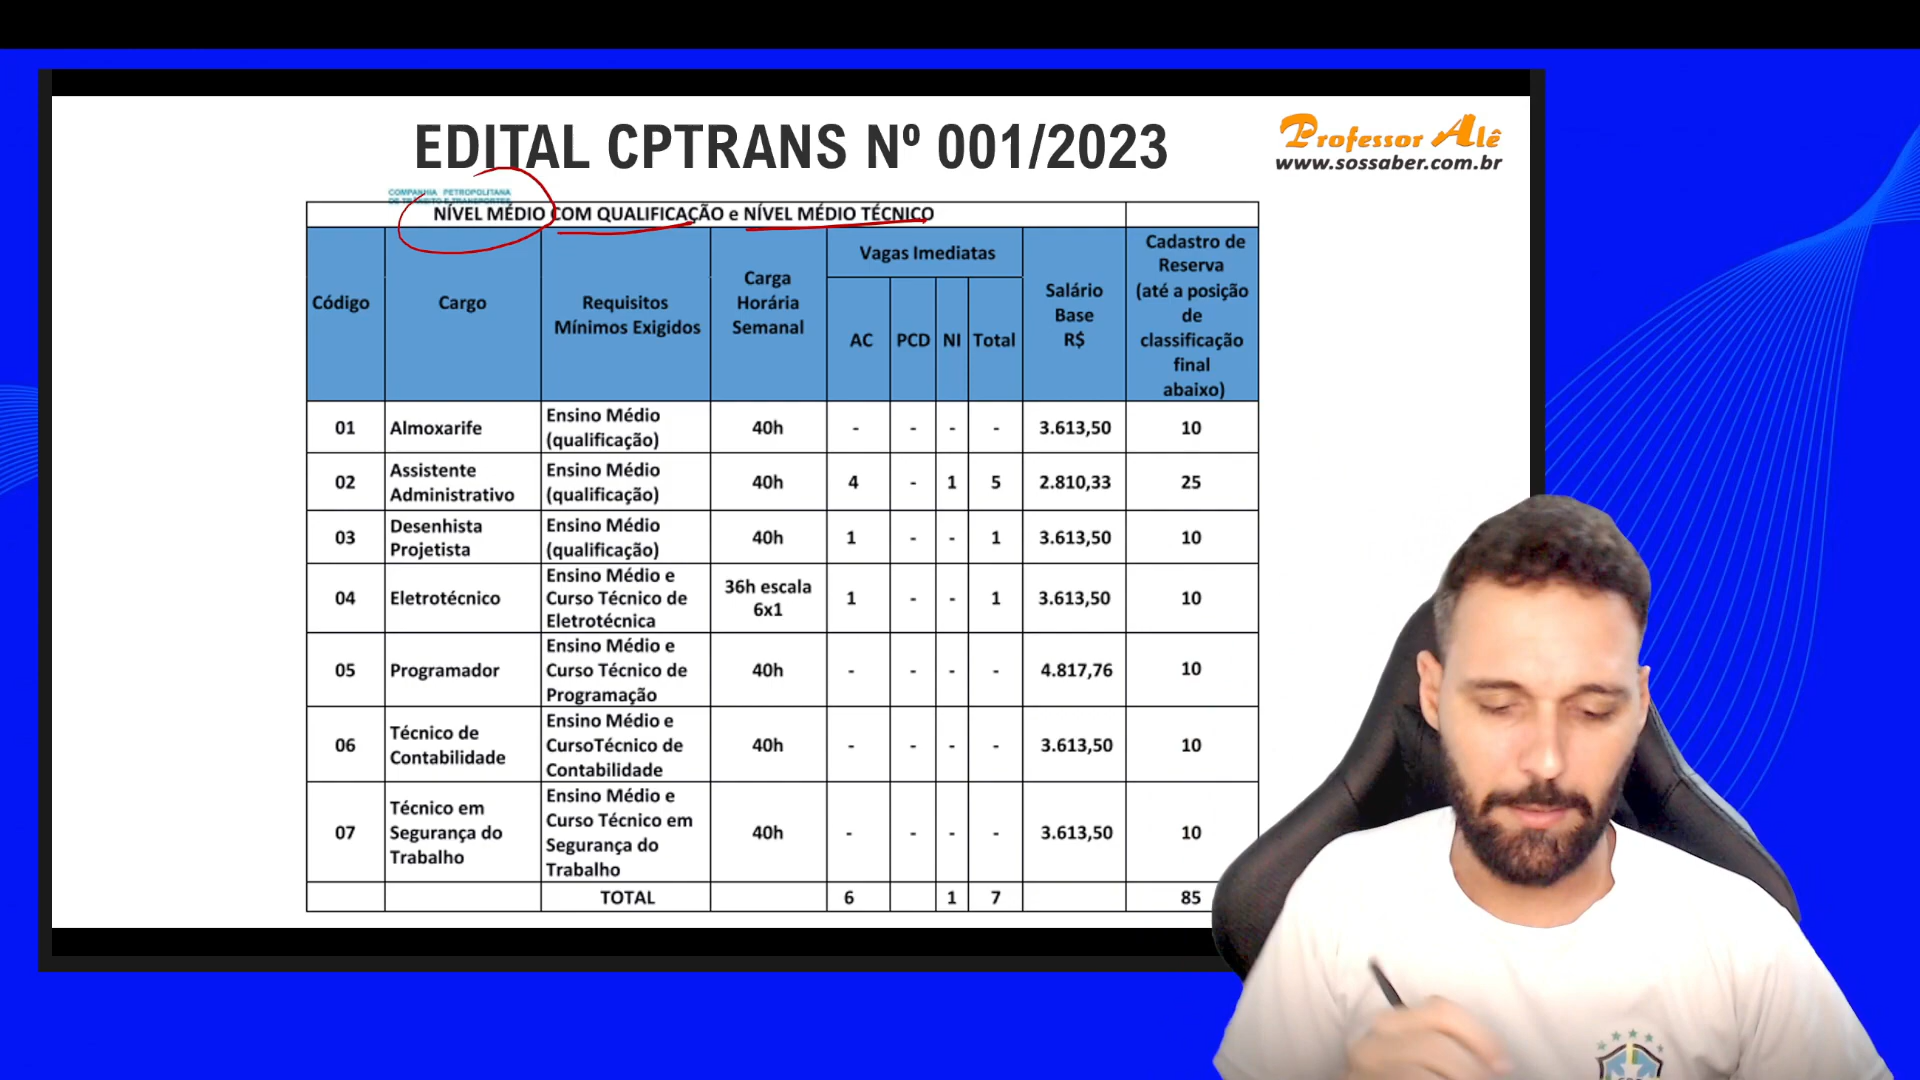 EDITAL CPTRANS Nº 001/2023
Professor Alê
www.sossaber.com.br
COMPANHIA PETROPOLITANA
DE TRÂNSITO E TRANSPORTES
NÍVEL MÉDIO COM QUALIFICAÇÃO e NÍVEL MÉDIO TÉCNICO
Código
Cargo
Requisitos
Mínimos Exigidos
Carga
Horária
Semanal
Vagas Imediatas
AC PCD NI Total
Salário
Base
R$
Cadastro de
Reserva
(até a posição
de
classificação
final
abaixo)
01 Almoxarife Ensino Médio
(qualificação) 40h - - - - 3.613,50 10
02 Assistente
Administrativo Ensino Médio
(qualificação) 40h 4 - 1 5 2.810,33 25
03 Desenhista
Projetista Ensino Médio
(qualificação) 40h 1 - - 1 3.613,50 10
04 Eletrotécnico Ensino Médio e
Curso Técnico de
Eletrotécnica 36h escala
6x1 1 - - 1 3.613,50 10
05 Programador Ensino Médio e
Curso Técnico de
Programação 40h - - - - 4.817,76 10
06 Técnico de
Contabilidade Ensino Médio e
CursoTécnico de
Contabilidade 40h - - - - 3.613,50 10
07 Técnico em
Segurança do
Trabalho Ensino Médio e
Curso Técnico em
Segurança do
Trabalho 40h - - - - 3.613,50 10
TOTAL 6 1 7 85